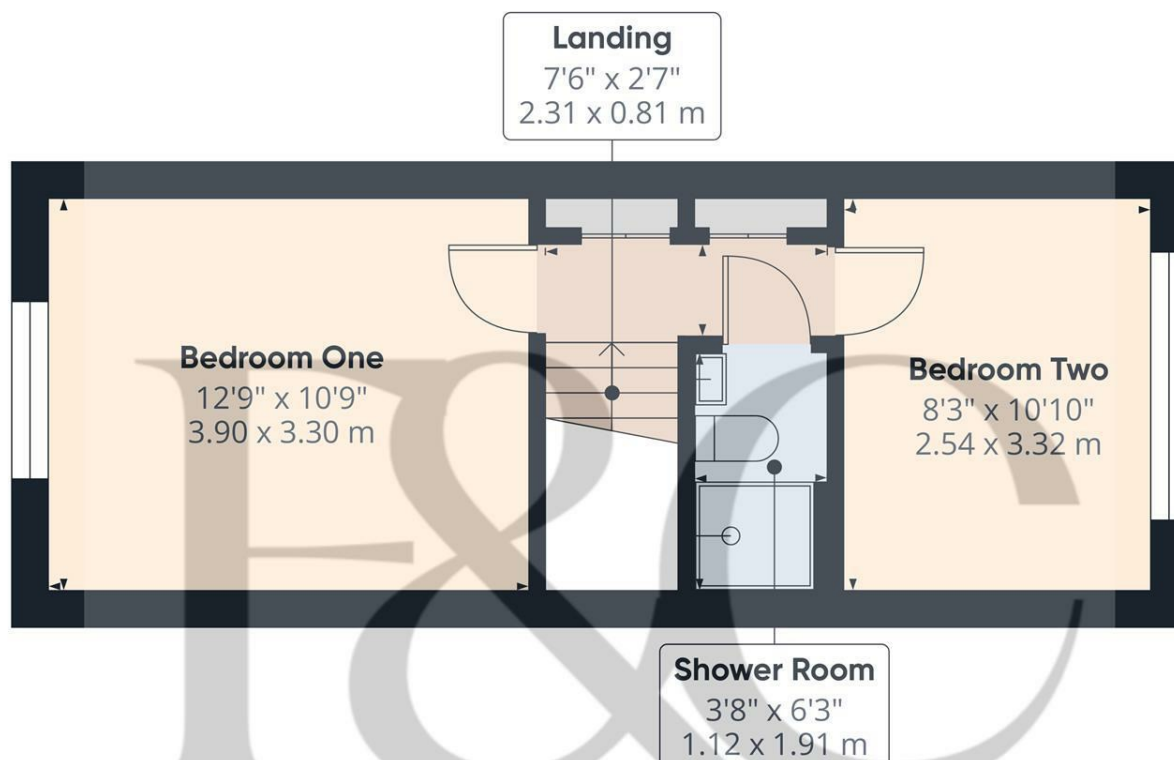 Landing
7'6" x 2'7"
2.31 x 0.81 m
Bedroom One
12'9" x 10'9"
3.90 x 3.30 m
Bedroom Two
8'3" x 10'10"
2.54 x 3.32 m
F&C
Shower Room
3'8" x 6'3"
1.12 x 1.91 m